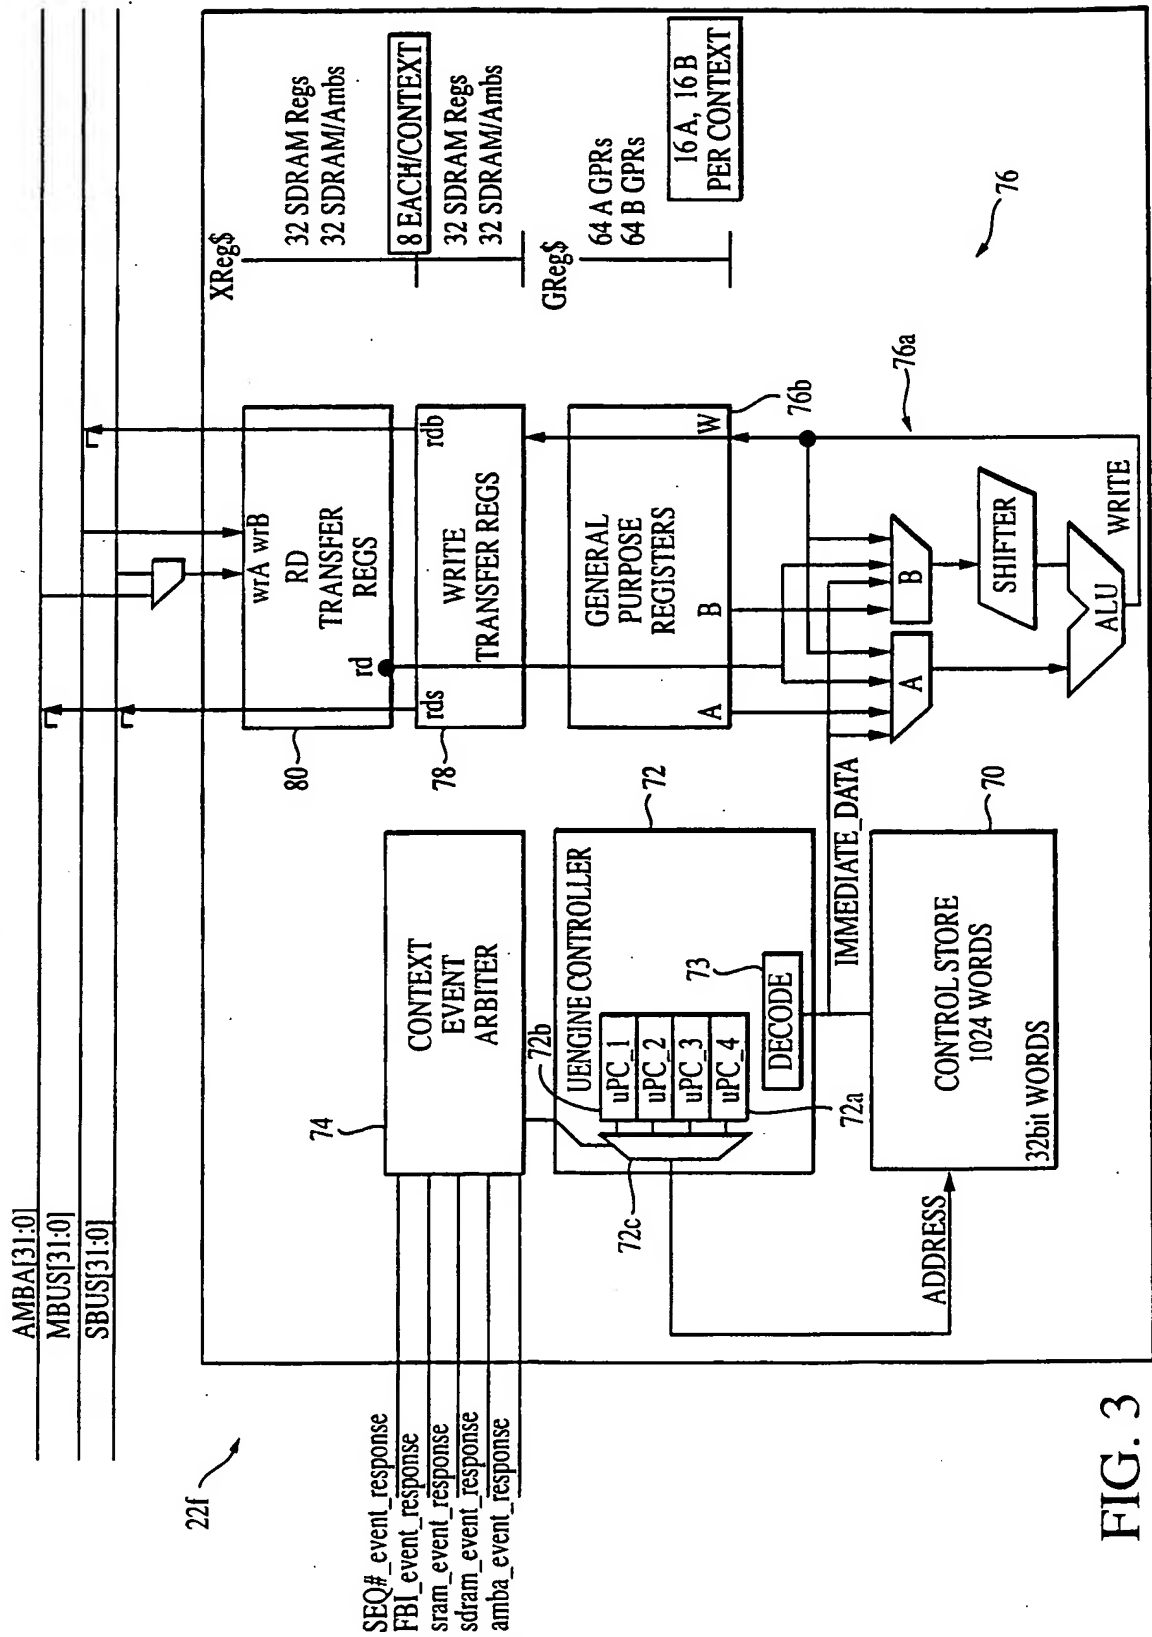 AMBA[31:0]
MBUS[31:0]
SBUS[31:0]
22f
SEQ#_event_response
FBI_event_response
sram_event_response
sdram_event_response
amba_event_response
74
CONTEXT
EVENT
ARBITER
72
UENGINE CONTROLLER
72b
uPC_1
uPC_2
uPC_3
uPC_4
72a
72c
73
DECODE
IMMEDIATE_DATA
ADDRESS
70
CONTROL STORE
1024 WORDS
32bit WORDS
80
wrA wrB
RD
TRANSFER
REGS
rd
78
rds
rdb
WRITE
TRANSFER REGS
GENERAL
PURPOSE
REGISTERS
A
B
W
76b
76a
A
B
SHIFTER
ALU
WRITE
76
XReg$
32 SDRAM Regs
32 SDRAM/Ambs
8 EACH/CONTEXT
32 SDRAM Regs
32 SDRAM/Ambs
GReg$
64 A GPRs
64 B GPRs
16 A, 16 B
PER CONTEXT
FIG. 3